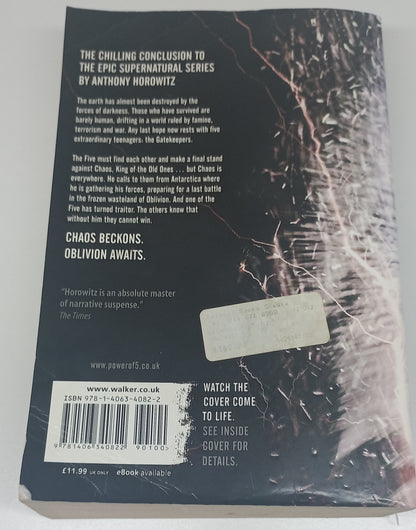 THE CHILLING CONCLUSION TO
THE EPIC SUPERNATURAL SERIES
BY ANTHONY HOROWITZ
The earth has almost been destroyed by the
forces of darkness. Those who have survived are
barely human, drifting in a world ruled by famine,
terrorism and war. Any last hope now rests with five
extraordinary teenagers: the Gatekeepers.
The Five must find each other and make a final stand
against Chaos, King of the Old Ones . . . but Chaos is
everywhere. He calls to them from Antarctica where
he is gathering his forces, preparing for a last battle
in the frozen wasteland of Oblivion. And one of the
Five has turned traitor. The others know that
without him they cannot win.
CHAOS BECKONS.
OBLIVION AWAITS.
"Horowitz is an absolute master
of narrative suspense."
The Times
www.powerof5.co.uk
www.walker.co.uk
ISBN 978-1-4063-4082-2
9 781406 340822 90100>
£11.99 UK ONLY eBook available
WATCH THE
COVER COME
TO LIFE.
SEE INSIDE
COVER FOR
DETAILS.